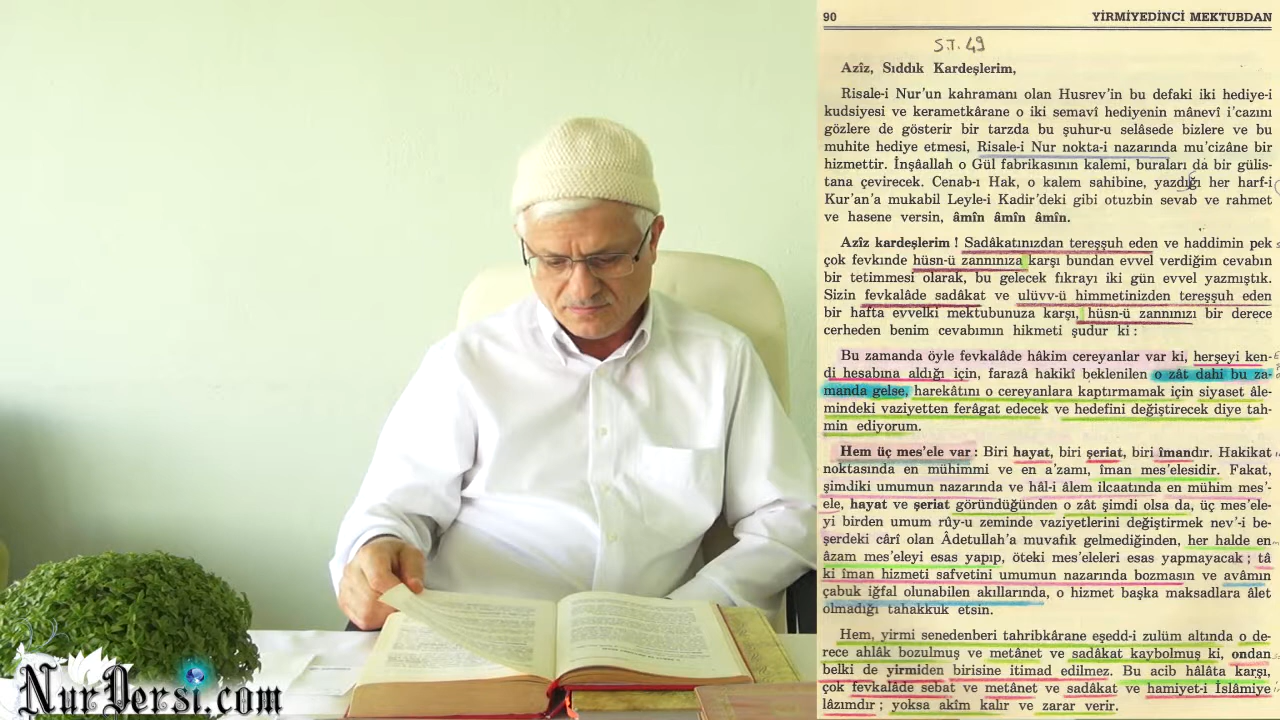 90 YİRMİYEDİNCİ MEKTUBDAN
S.T. 49
Azîz, Sıddık Kardeşlerim,
Risale-i Nur'un kahramanı olan Husrev'in bu defaki iki hediye-i
kudsiyesi ve kerametkârane o iki semavî hediyenin mânevî i'cazını
gözlere de gösterir bir tarzda bu şuhur-u selâsede bizlere ve bu
muhite hediye etmesi, Risale-i Nur nokta-i nazarında mu'cizâne bir
hizmettir. İnşâallah o Gül fabrikasının kalemi, buraları da bir gülis-
tana çevirecek. Cenab-ı Hak, o kalem sahibine, yazdığı her harf-i
Kur'an'a mukabil Leyle-i Kadir'deki gibi otuzbin sevab ve rahmet
ve hasene versin, âmîn âmîn âmîn.
Azîz kardeşlerim ! Sadâkatınızdan tereşşuh eden ve haddimin pek
çok fevkınde hüsn-ü zannınıza karşı bundan evvel verdiğim cevabın
bir tetimmesi olarak, bu gelecek fıkrayı iki gün evvel yazmıştık.
Sizin fevkalâde sadâkat ve ulüvv-ü himmetinizden tereşşuh eden
bir hafta evvelki mektubunuza karşı, hüsn-ü zannınızı bir derece
cerheden benim cevabımın hikmeti şudur ki :
Bu zamanda öyle fevkalâde hâkim cereyanlar var ki, herşeyi ken-
di hesabına aldığı için, farazâ hakikî beklenilen o zât dahi bu za-
manda gelse, harekâtını o cereyanlara kaptırmamak için siyaset âle-
mindeki vaziyetten ferâgat edecek ve hedefini değiştirecek diye tah-
min ediyorum.
Hem üç mes'ele var : Biri hayat, biri şeriat, biri îmandır. Hakikat
noktasında en mühimmi ve en a'zamı, îman mes'elesidir. Fakat,
şimdiki umumun nazarında ve hâl-i âlem ilcaatında en mühim mes'-
ele, hayat ve şeriat göründüğünden o zât şimdi olsa da, üç mes'ele-
yi birden umum rûy-u zeminde vaziyetlerini değiştirmek nev'-i be-
şerdeki cârî olan Âdetullah'a muvafık gelmediğinden, her halde en
âzam mes'eleyi esas yapıp, öteki mes'eleleri esas yapmayacak ; tâ
ki îman hizmeti safvetini umumun nazarında bozmasın ve avâmın
çabuk iğfal olunabilen akıllarında, o hizmet başka maksadlara âlet
olmadığı tahakkuk etsin.
Hem, yirmi senedenberi tahribkârane eşedd-i zulüm altında o de-
rece ahlâk bozulmuş ve metânet ve sadâkat kaybolmuş ki, ondan
belki de yirmiden birisine itimad edilmez. Bu acib hâlâta karşı,
çok fevkalâde sebat ve metânet ve sadâkat ve hamiyet-i İslâmiye
lâzımdır ; yoksa akîm kalır ve zarar verir.
NurDersi.com